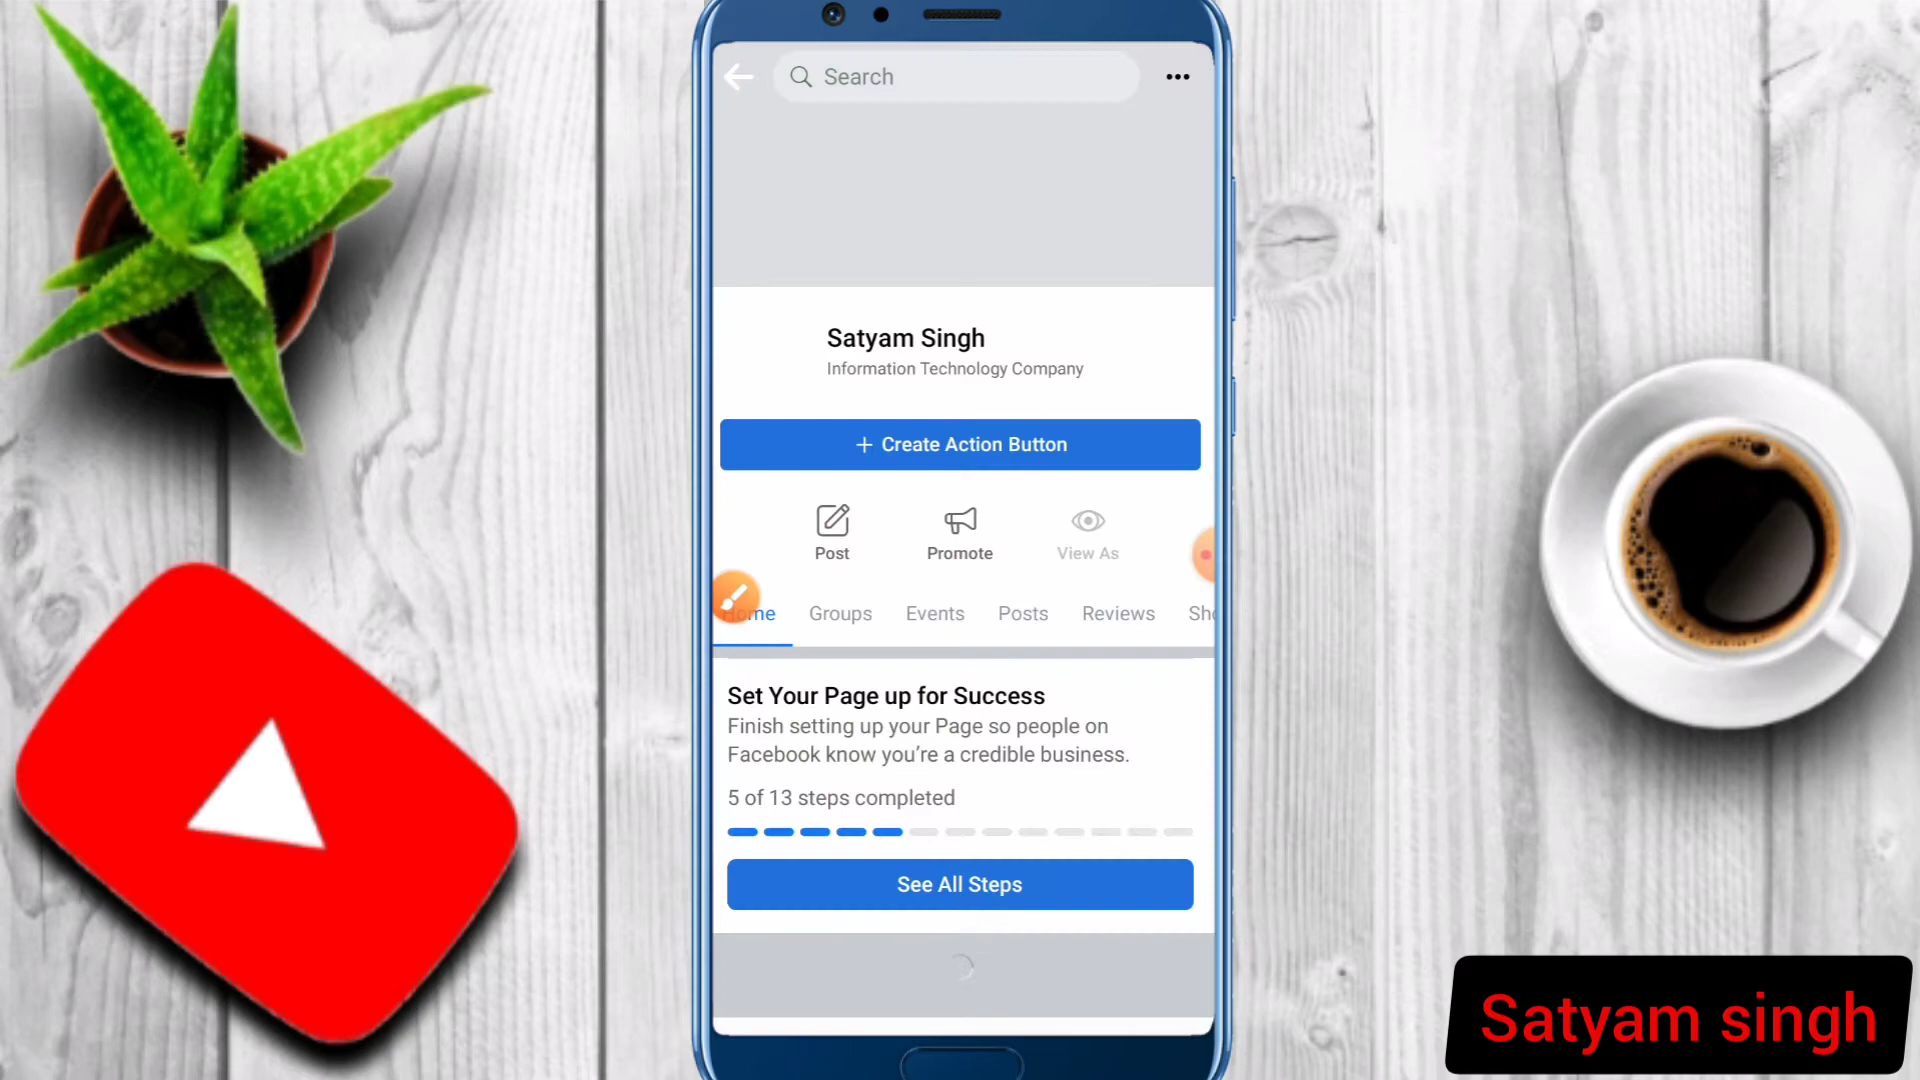 Search
Satyam Singh
Information Technology Company
+ Create Action Button
Post Promote View As
Home Groups Events Posts Reviews Sho
Set Your Page up for Success
Finish setting up your Page so people on
Facebook know you’re a credible business.
5 of 13 steps completed
See All Steps
Satyam singh